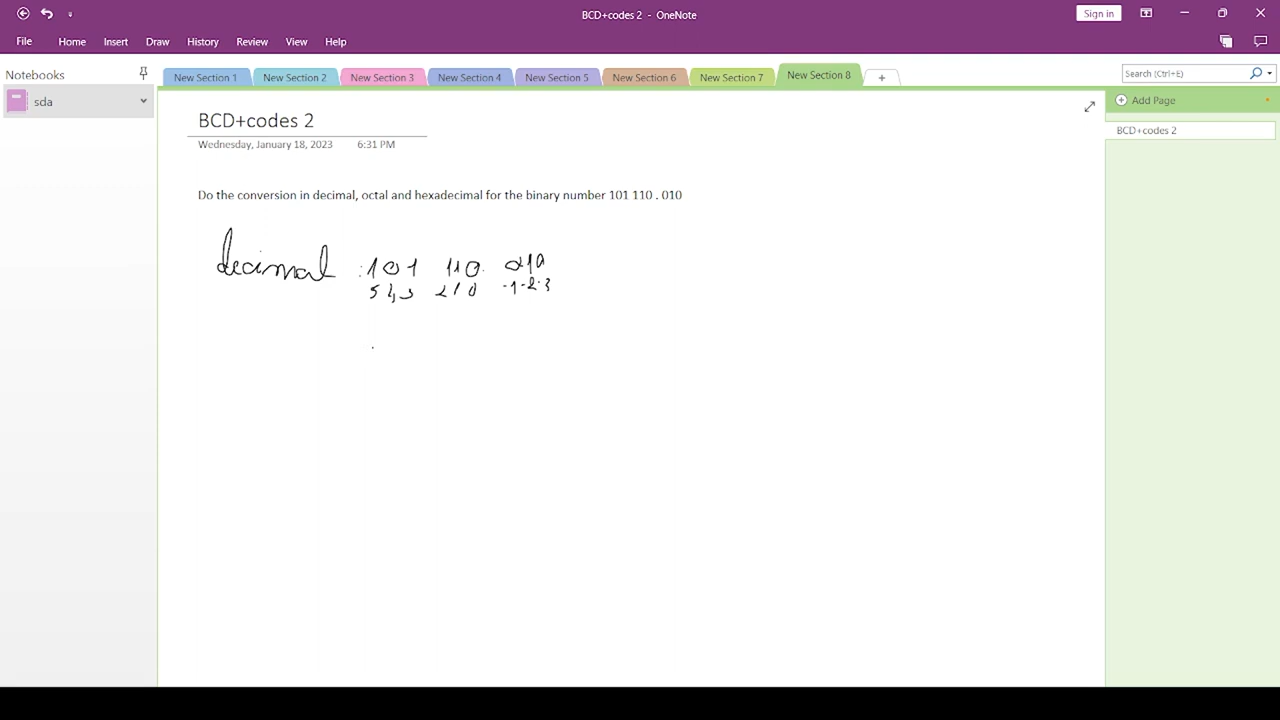 BCD+codes 2 - OneNote
Sign in
File Home Insert Draw History Review View Help
Notebooks
New Section 1 New Section 2 New Section 3 New Section 4 New Section 5 New Section 6 New Section 7 New Section 8 +
Search (Ctrl+E)
sda
Add Page
BCD+codes 2
BCD+codes 2
Wednesday, January 18, 2023 6:31 PM
Do the conversion in decimal, octal and hexadecimal for the binary number 101 110 . 010
decimal : 101 110. 010
5 4 3 2 1 0 -1 -2 -3